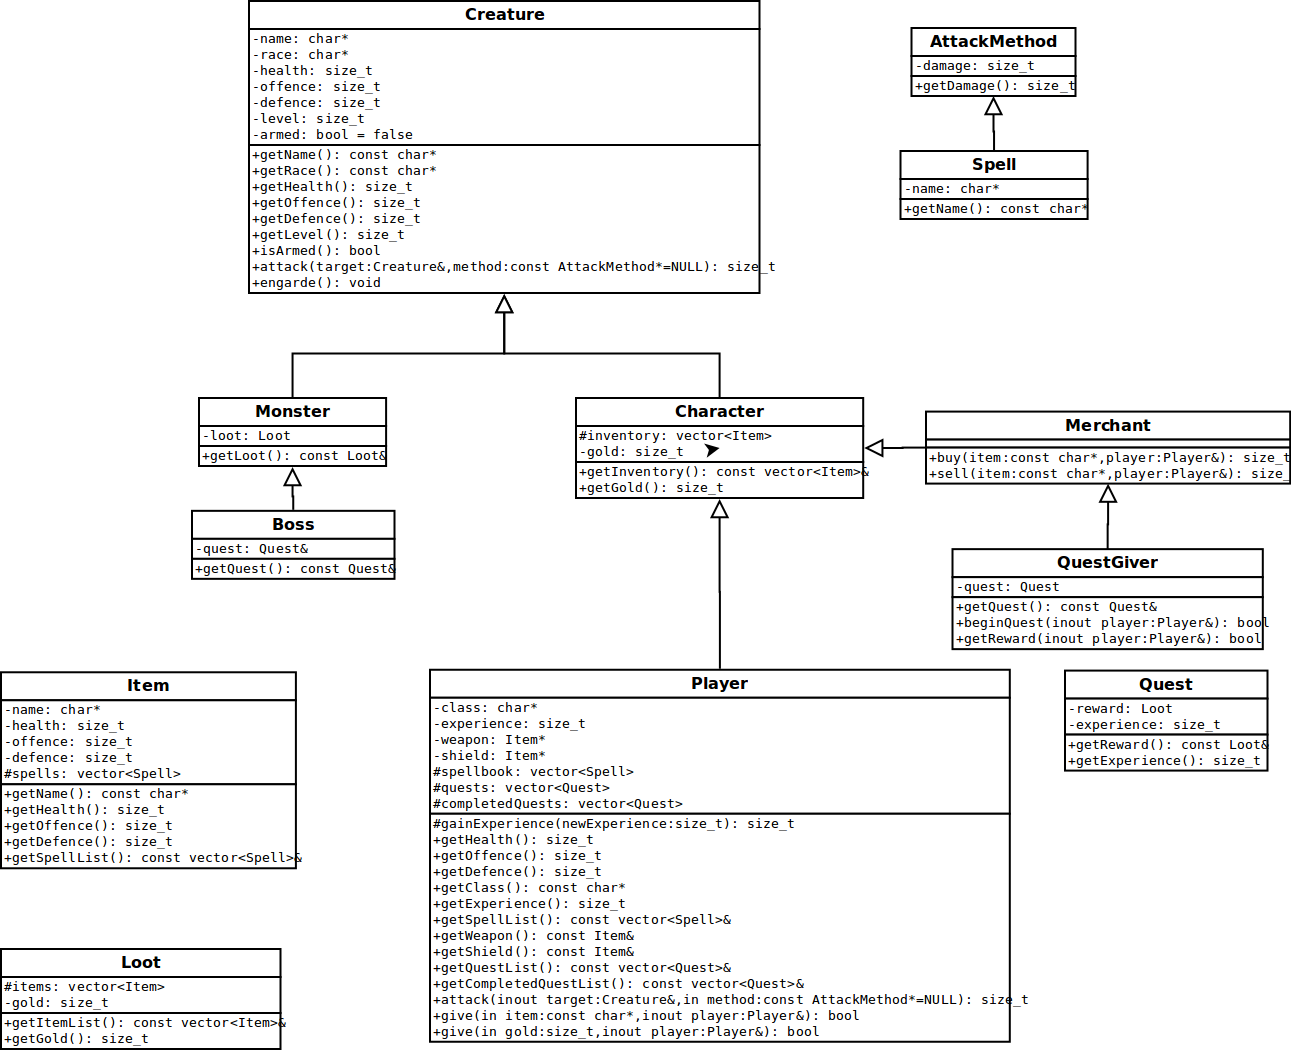 Creature
-name: char*
-race: char*
-health: size_t
-offence: size_t
-defence: size_t
-level: size_t
-armed: bool = false
+getName(): const char*
+getRace(): const char*
+getHealth(): size_t
+getOffence(): size_t
+getDefence(): size_t
+getLevel(): size_t
+isArmed(): bool
+attack(target:Creature&,method:const AttackMethod*=NULL): size_t
+engarde(): void
AttackMethod
-damage: size_t
+getDamage(): size_t
Spell
-name: char*
+getName(): const char*
Monster
-loot: Loot
+getLoot(): const Loot&
Character
#inventory: vector<Item>
-gold: size_t
+getInventory(): const vector<Item>&
+getGold(): size_t
Merchant
+buy(item:const char*,player:Player&): size_t
+sell(item:const char*,player:Player&): size_
Boss
-quest: Quest&
+getQuest(): const Quest&
QuestGiver
-quest: Quest
+getQuest(): const Quest&
+beginQuest(inout player:Player&): bool
+getReward(inout player:Player&): bool
Item
-name: char*
-health: size_t
-offence: size_t
-defence: size_t
#spells: vector<Spell>
+getName(): const char*
+getHealth(): size_t
+getOffence(): size_t
+getDefence(): size_t
+getSpellList(): const vector<Spell>&
Player
-class: char*
-experience: size_t
-weapon: Item*
-shield: Item*
#spellbook: vector<Spell>
#quests: vector<Quest>
#completedQuests: vector<Quest>
#gainExperience(newExperience:size_t): size_t
+getHealth(): size_t
+getOffence(): size_t
+getDefence(): size_t
+getClass(): const char*
+getExperience(): size_t
+getSpellList(): const vector<Spell>&
+getWeapon(): const Item&
+getShield(): const Item&
+getQuestList(): const vector<Quest>&
+getCompletedQuestList(): const vector<Quest>&
+attack(inout target:Creature&,in method:const AttackMethod*=NULL): size_t
+give(in item:const char*,inout player:Player&): bool
+give(in gold:size_t,inout player:Player&): bool
Quest
-reward: Loot
-experience: size_t
+getReward(): const Loot&
+getExperience(): size_t
Loot
#items: vector<Item>
-gold: size_t
+getItemList(): const vector<Item>&
+getGold(): size_t